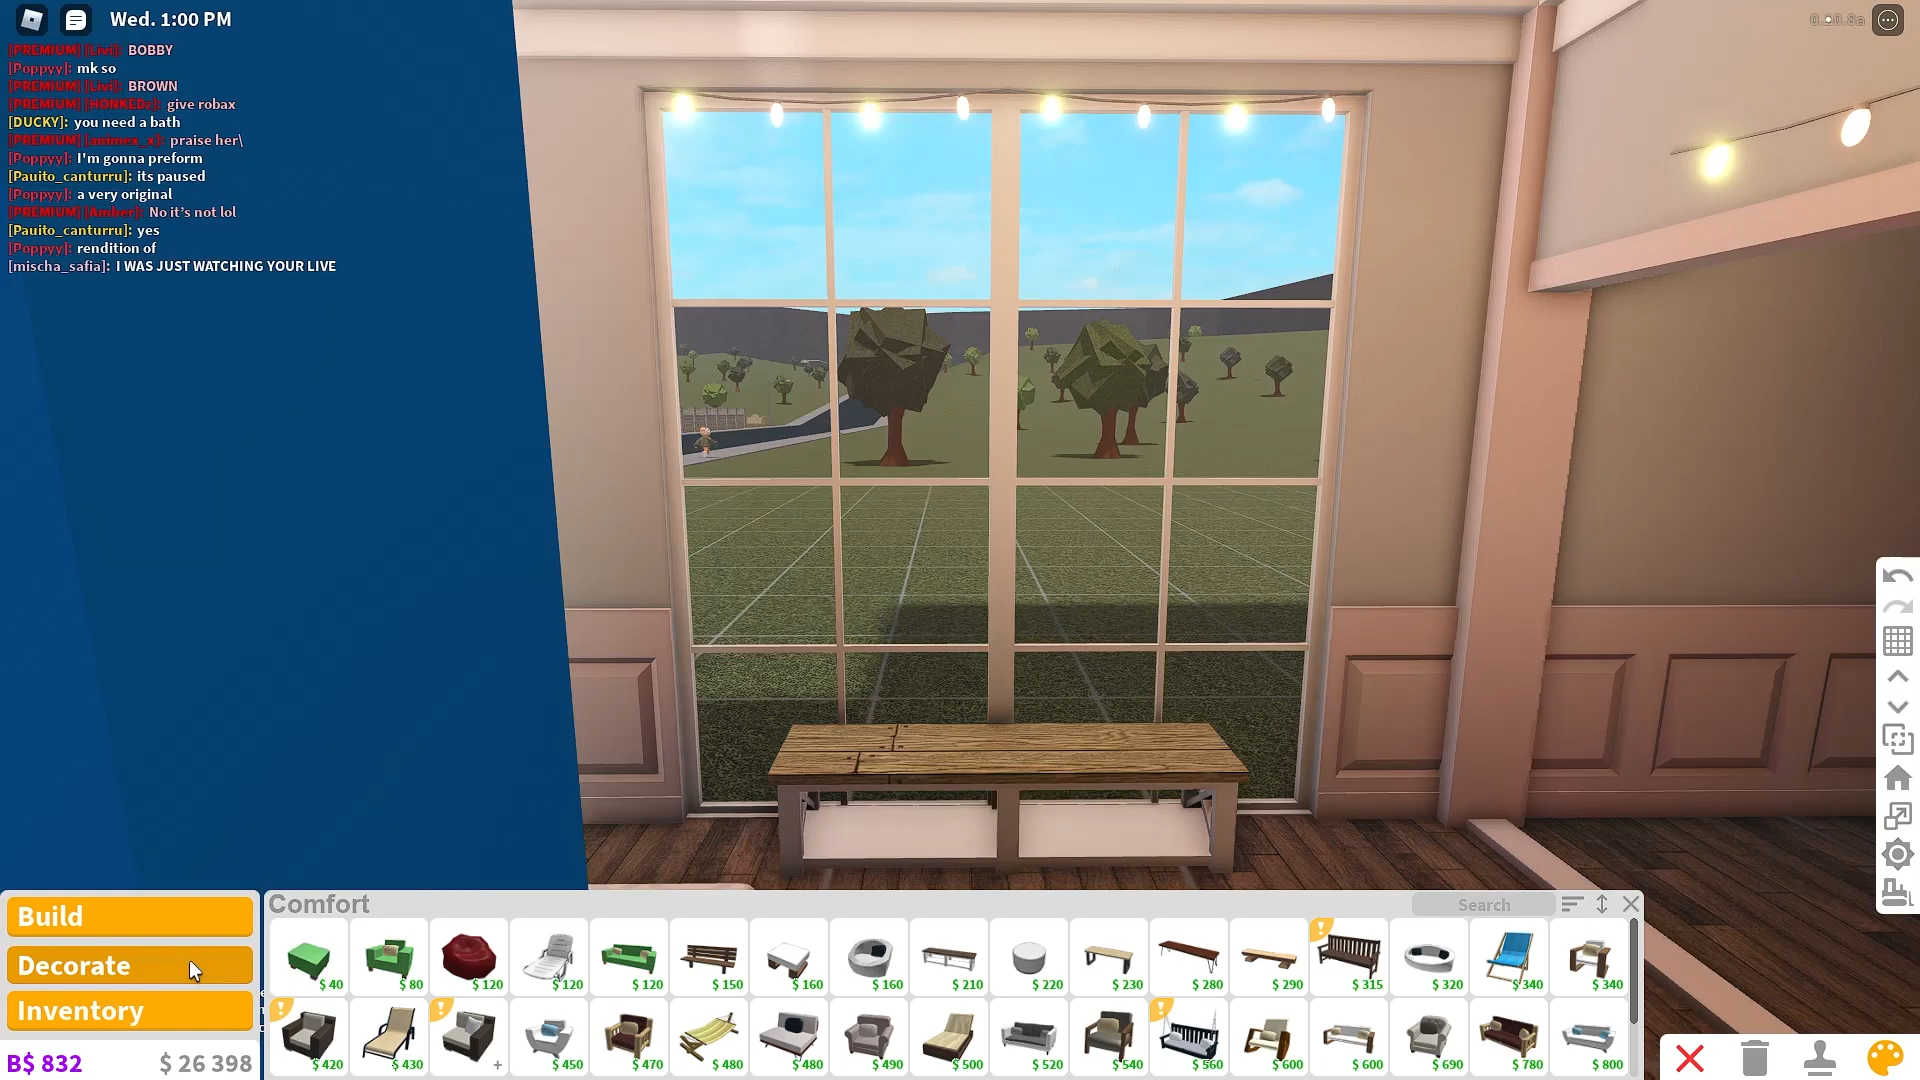 Wed. 1:00 PM
[PREMIUM] [Livi]: BOBBY
[Poppyy]: mk so
[PREMIUM] [Livi]: BROWN
[PREMIUM] [HONKEDz]: give robax
[DUCKY]: you need a bath
[PREMIUM] [animex_x]: praise her\
[Poppyy]: I'm gonna preform
[Pauito_canturru]: its paused
[Poppyy]: a very original
[PREMIUM] [Amber]: No it's not lol
[Pauito_canturru]: yes
[Poppyy]: rendition of
[mischa_safia]: I WAS JUST WATCHING YOUR LIVE
Build
Decorate
Inventory
B$ 832 $ 26 398
Comfort Search
$ 40 $ 80 $ 120 $ 120 $ 120 $ 150 $ 160 $ 160 $ 210 $ 220 $ 230 $ 280 $ 290 $ 315 $ 320 $ 340 $ 340
$ 420 $ 430 + $ 450 $ 470 $ 480 $ 480 $ 490 $ 500 $ 520 $ 540 $ 560 $ 600 $ 600 $ 690 $ 780 $ 800